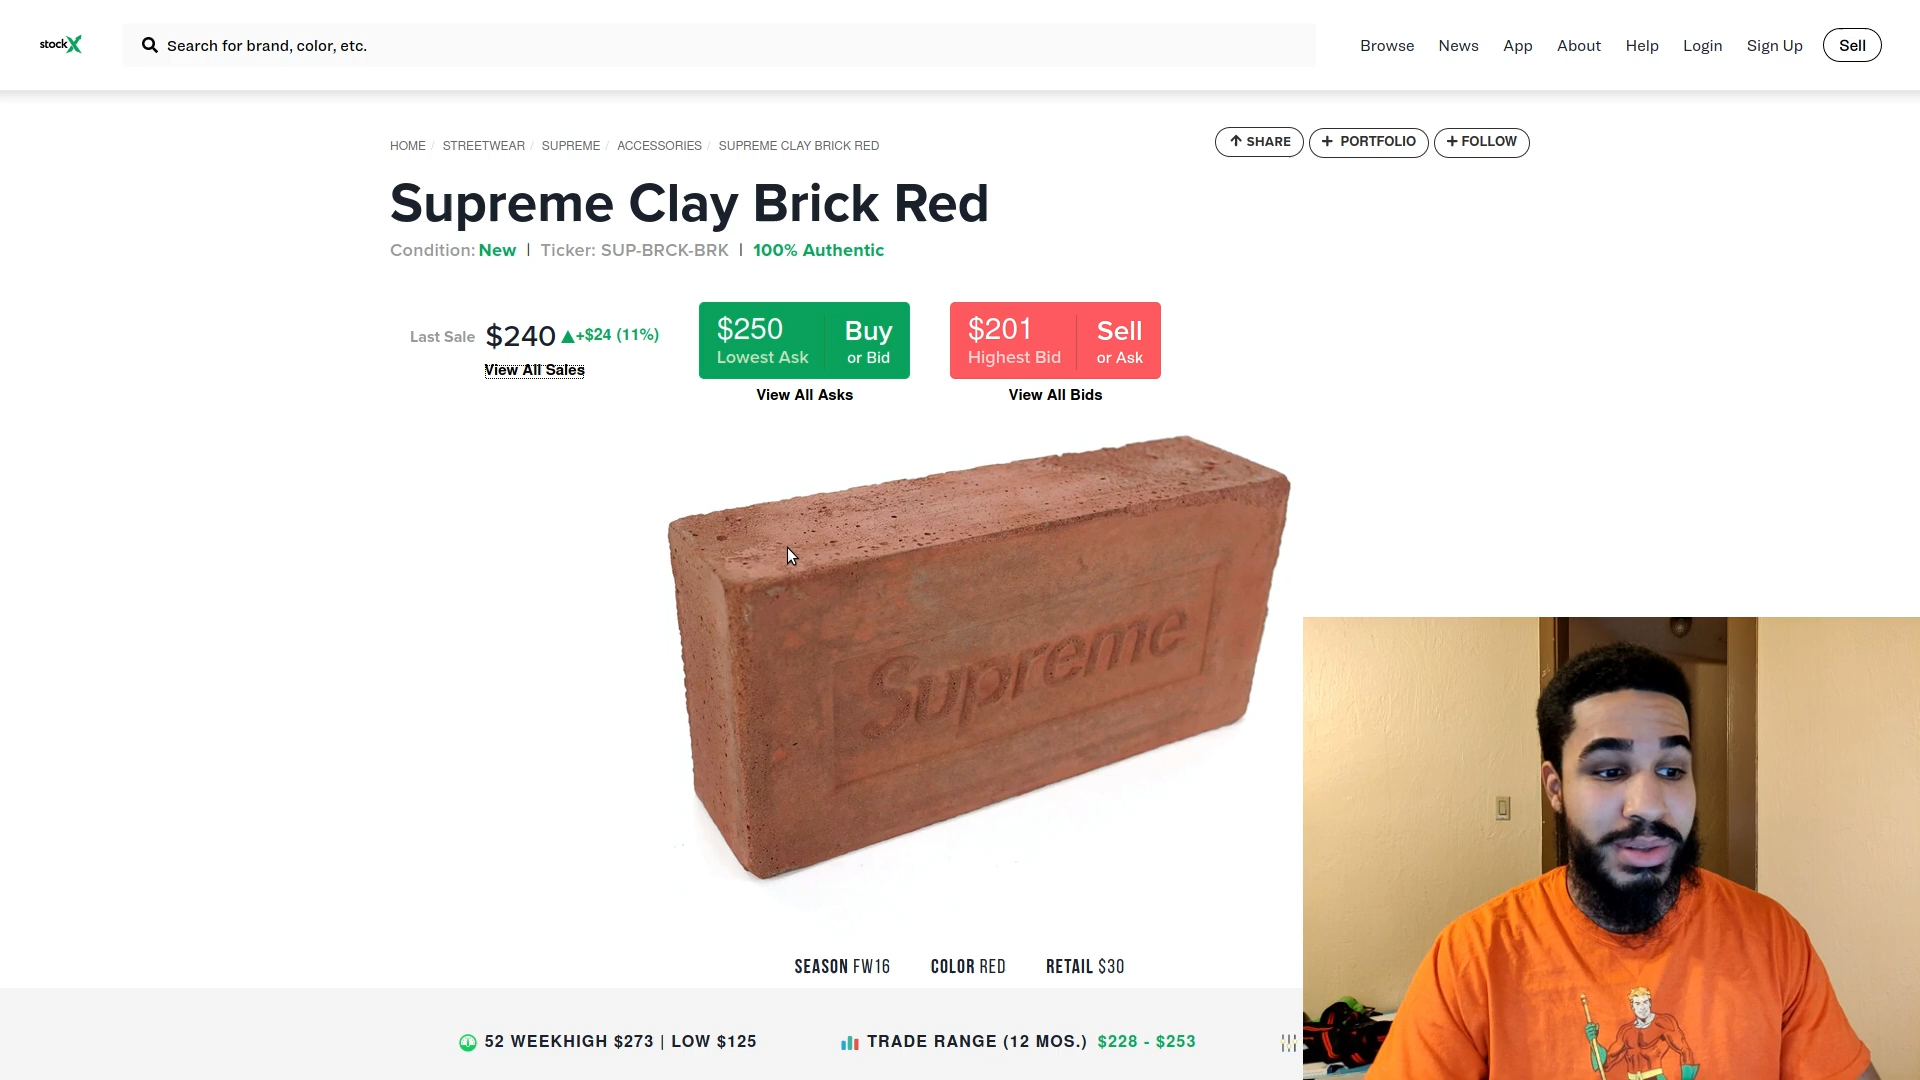 stockX
Search for brand, color, etc.
Browse News App About Help Login Sign Up Sell
HOME / STREETWEAR / SUPREME / ACCESSORIES / SUPREME CLAY BRICK RED
SHARE + PORTFOLIO + FOLLOW
Supreme Clay Brick Red
Condition: New | Ticker: SUP-BRCK-BRK | 100% Authentic
Last Sale $240 ▲+$24 (11%)
View All Sales
$250 Buy
Lowest Ask or Bid
View All Asks
$201 Sell
Highest Bid or Ask
View All Bids
Supreme
SEASON FW16 COLOR RED RETAIL $30
52 WEEKHIGH $273 | LOW $125 TRADE RANGE (12 MOS.) $228 - $253